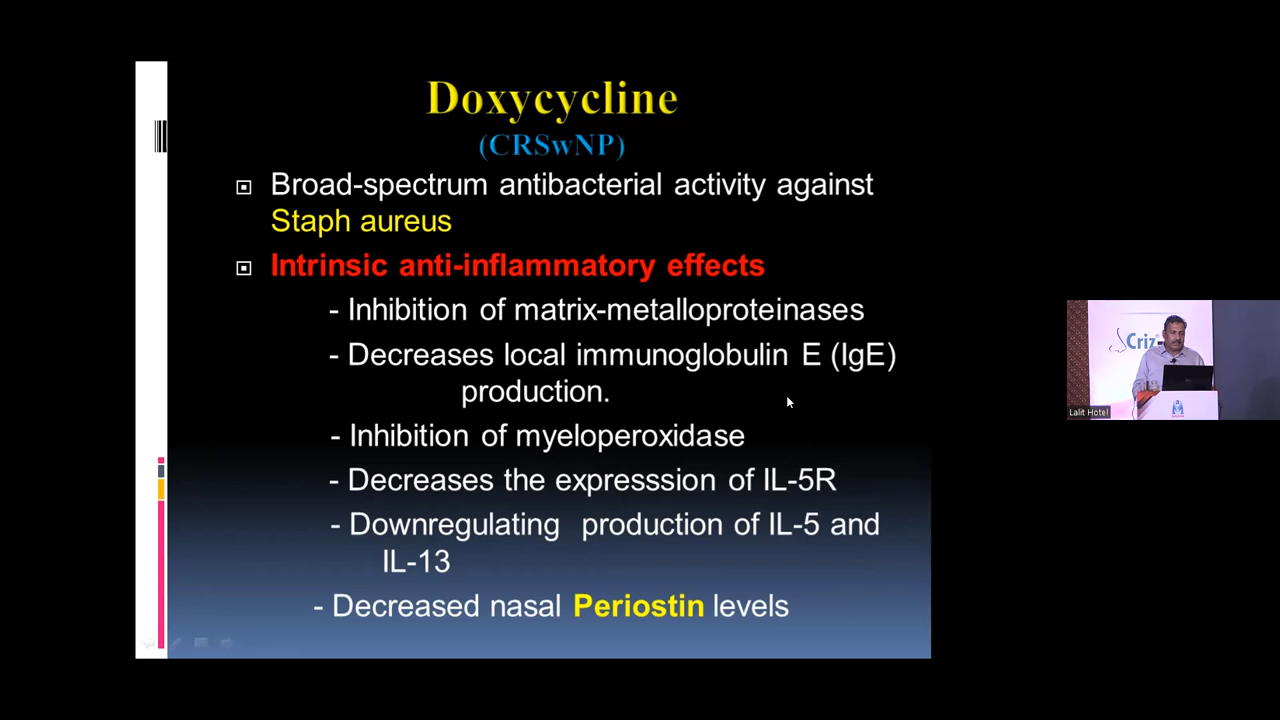 Doxycycline
(CRSwNP)
Broad-spectrum antibacterial activity against
Staph aureus
Intrinsic anti-inflammatory effects
- Inhibition of matrix-metalloproteinases
- Decreases local immunoglobulin E (IgE)
production.
- Inhibition of myeloperoxidase
- Decreases the expresssion of IL-5R
- Downregulating production of IL-5 and
IL-13
- Decreased nasal Periostin levels
Criz
Lalit Hotel